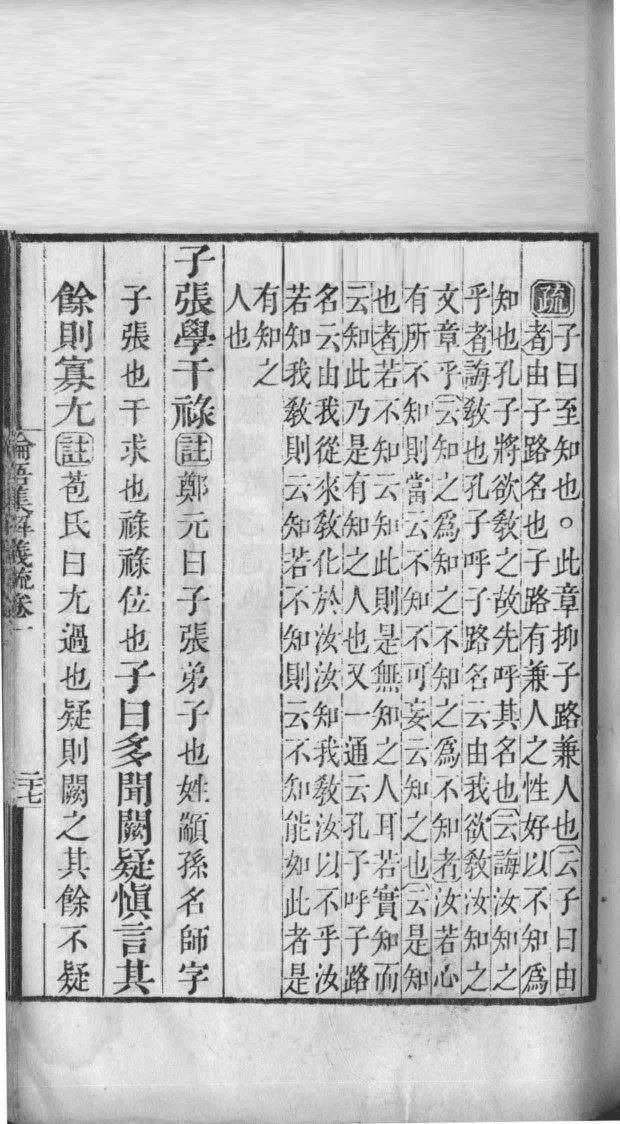 疏子曰至知也。此章抑子路兼人也云子曰由
者由子路名也子路有兼人之性好以不知為
知也孔子將欲教之故先呼其名也云誨汝知之
乎者誨教也孔子呼子路名云由我欲教汝知之
文章乎云知之為知之不知之為不知者汝若心
有所不知則當云不知不可妄云知之也云是知
也者若不知云知此則是無知之人耳若實知而
云知此乃是有知之人也又一通云孔子呼子路
名云由我從來教化於汝汝知我教汝以不乎汝
若知我教則云知若不知則云不知能如此者是
有知之
人也
子張學干祿註鄭元曰子張弟子也姓顓孫名師字
子張也干求也祿祿位也子曰多聞闕疑愼言其
餘則寡尤註苞氏曰尤過也疑則闕之其餘不疑
論語集解義疏卷一
二十七